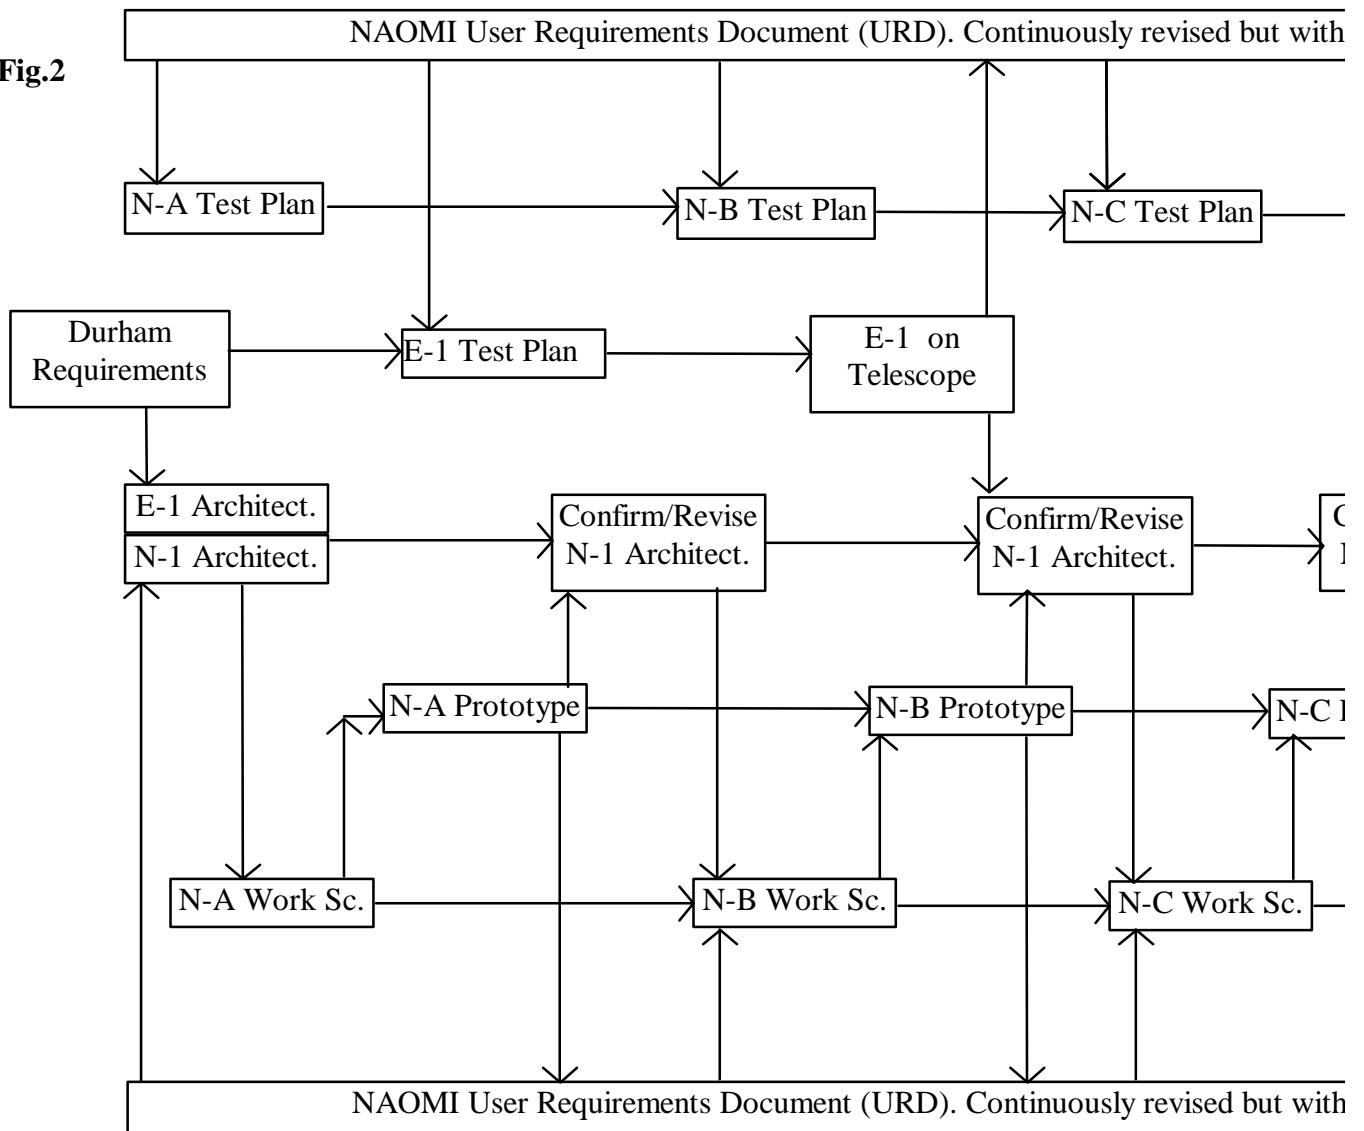 NAOMI User Requirements Document (URD). Continuously revised but with
Fig.2
N-A Test Plan
N-B Test Plan
N-C Test Plan
Durham
Requirements
E-1 Test Plan
E-1 on
Telescope
E-1 Architect.
N-1 Architect.
Confirm/Revise
N-1 Architect.
Confirm/Revise
N-1 Architect.
N-A Prototype
N-B Prototype
N-C
N-A Work Sc.
N-B Work Sc.
N-C Work Sc.
NAOMI User Requirements Document (URD). Continuously revised but with